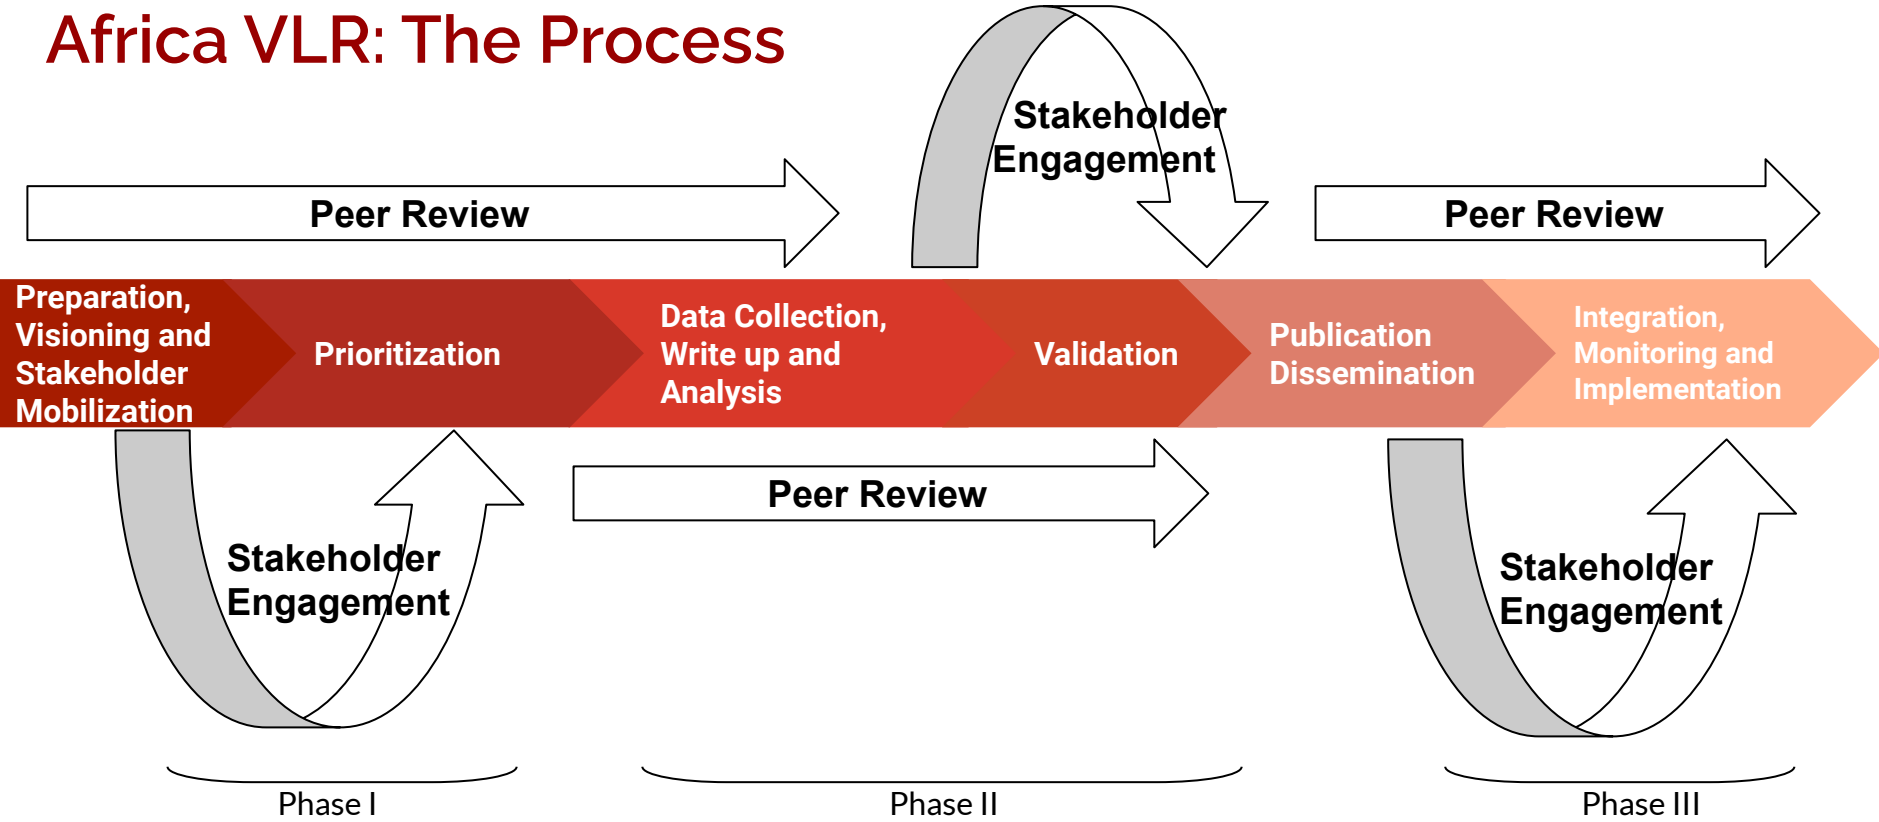 Africa VLR: The Process
Stakeholder
Engagement
Peer Review
Peer Review
Preparation,
Visioning and
Stakeholder
Mobilization
Prioritization
Data Collection,
Write up and
Analysis
Validation
Publication
Dissemination
Integration,
Monitoring and
Implementation
Peer Review
Stakeholder
Engagement
Stakeholder
Engagement
Phase I
Phase II
Phase III